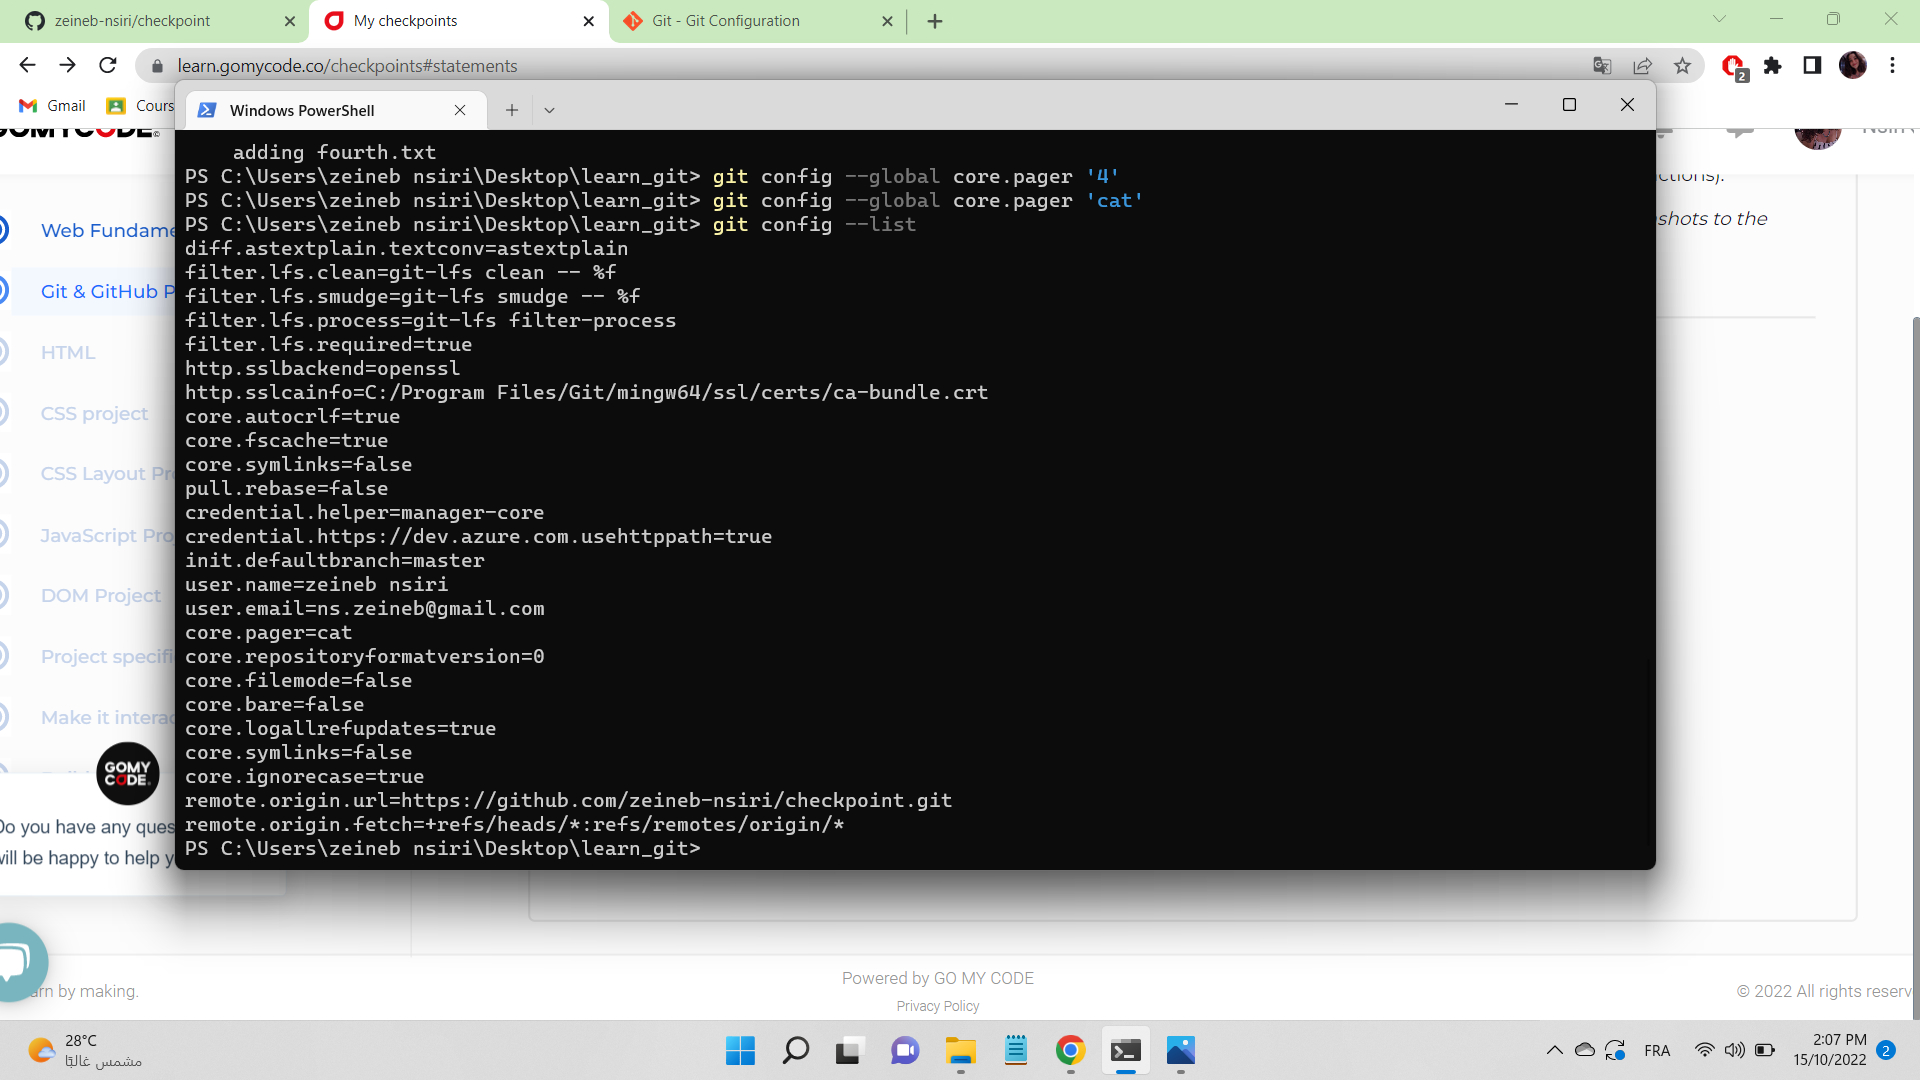 zeineb-nsiri/checkpoint
My checkpoints
Git - Git Configuration
learn.gomycode.co/checkpoints#statements
2
Gmail
Cours
Windows PowerShell
GOMYCODE
adding fourth.txt
PS C:\Users\zeineb nsiri\Desktop\learn_git> git config --global core.pager '4'
PS C:\Users\zeineb nsiri\Desktop\learn_git> git config --global core.pager 'cat'
PS C:\Users\zeineb nsiri\Desktop\learn_git> git config --list
diff.astextplain.textconv=astextplain
filter.lfs.clean=git-lfs clean -- %f
filter.lfs.smudge=git-lfs smudge -- %f
filter.lfs.process=git-lfs filter-process
filter.lfs.required=true
http.sslbackend=openssl
http.sslcainfo=C:/Program Files/Git/mingw64/ssl/certs/ca-bundle.crt
core.autocrlf=true
core.fscache=true
core.symlinks=false
pull.rebase=false
credential.helper=manager-core
credential.https://dev.azure.com.usehttppath=true
init.defaultbranch=master
user.name=zeineb nsiri
user.email=ns.zeineb@gmail.com
core.pager=cat
core.repositoryformatversion=0
core.filemode=false
core.bare=false
core.logallrefupdates=true
core.symlinks=false
core.ignorecase=true
remote.origin.url=https://github.com/zeineb-nsiri/checkpoint.git
remote.origin.fetch=+refs/heads/*:refs/remotes/origin/*
PS C:\Users\zeineb nsiri\Desktop\learn_git>
ctions).
shots to the
Web Fundame
Git & GitHub P
HTML
CSS project
CSS Layout Pr
JavaScript Pro
DOM Project
Project specifi
Make it intera
GOMY
CODE
Do you have any ques
will be happy to help y
arn by making.
Powered by GO MY CODE
Privacy Policy
© 2022 All rights reserv
28°C
مشمس غالبًا
FRA
2:07 PM
15/10/2022
2